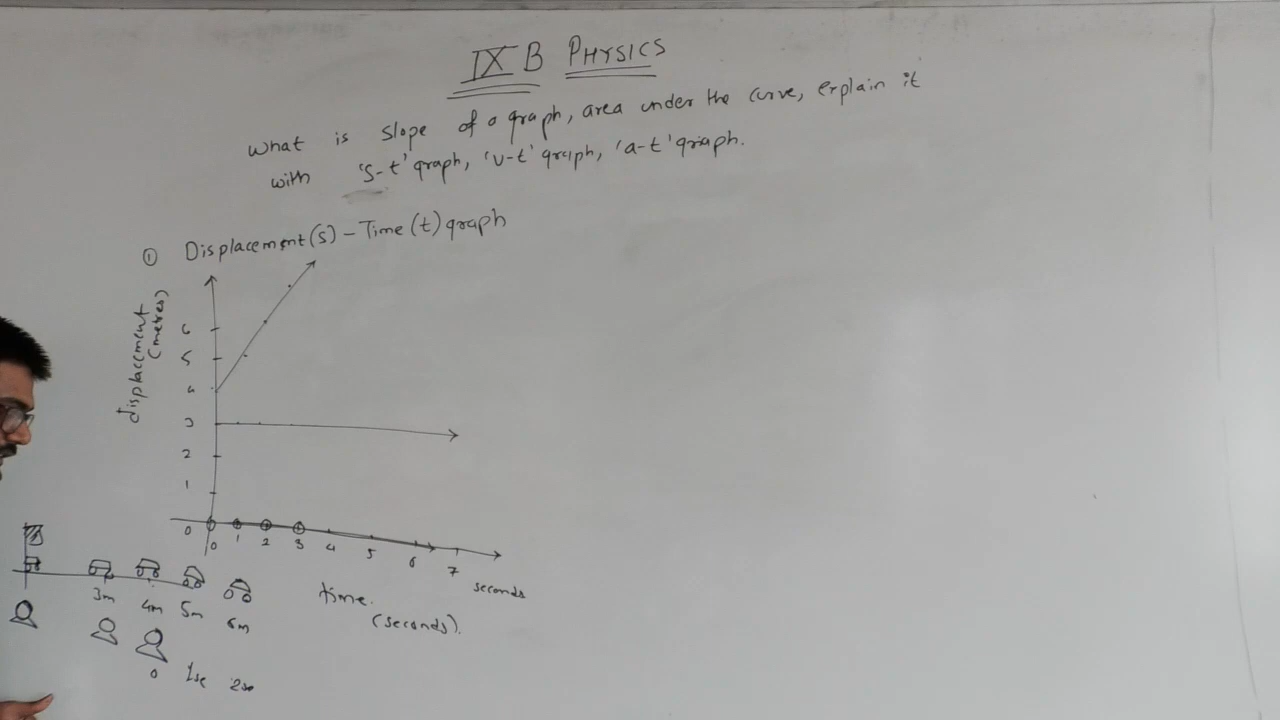 IX B PHYSICS
What is slope of a graph, area under the curve, explain it
with 's-t' graph, 'v-t' graph, 'a-t' graph.
① Displacement(s) - Time(t) graph
displacement
(metres)
6
5
4
3
2
1
0
0 1 2 3 4 5 6 7
seconds
time.
(seconds).
3m 4m 5m 6m
0 1sec 2sec